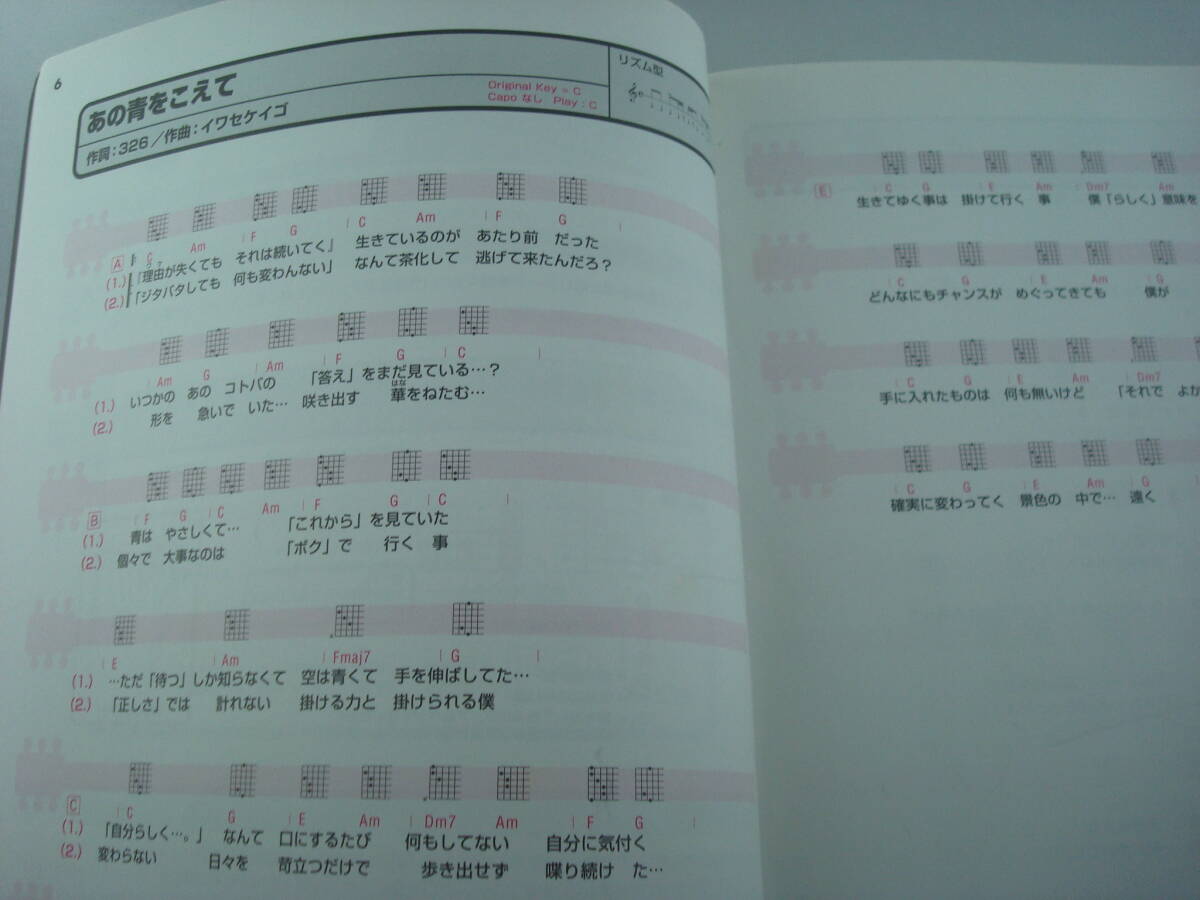 6
あの青をこえて
作詞：326／作曲：イワセケイゴ
Original Key = C
Capo なし Play : C
リズム型
A C Am F G C Am F G
ワケ
(1.) 「理由が失くても それは続いてく」 生きているのが あたり前 だった
(2.) 「ジタバタしても 何も変わんない」 なんて茶化して 逃げて来たんだろ？
Am G Am F G C
(1.) いつかの あの コトバの 「答え」をまだ見ている…？
はな
(2.) 形を 急いで いた… 咲き出す 華をねたむ…
B F G C Am F G C
(1.) 青は やさしくて… 「これから」を見ていた
(2.) 個々で 大事なのは 「ボク」で 行く 事
E Am Fmaj7 G
(1.) …ただ「待つ」しか知らなくて 空は青くて 手を伸ばしてた…
(2.) 「正しさ」では 計れない 掛ける力と 掛けられる僕
C C G E Am Dm7 Am F G
(1.) 「自分らしく…。」 なんて 口にするたび 何もしてない 自分に気付く
(2.) 変わらない 日々を 苛立つだけで 歩き出せず 喋り続け た…
E C G E Am Dm7 Am
生きてゆく事は 掛けて行く 事 僕「らしく」意味を
C G E Am G
どんなにもチャンスが めぐってきても 僕が
C G E Am Dm7
手に入れたものは 何も無いけど 「それで よか
C G E Am G
確実に変わってく 景色の 中で… 遠く